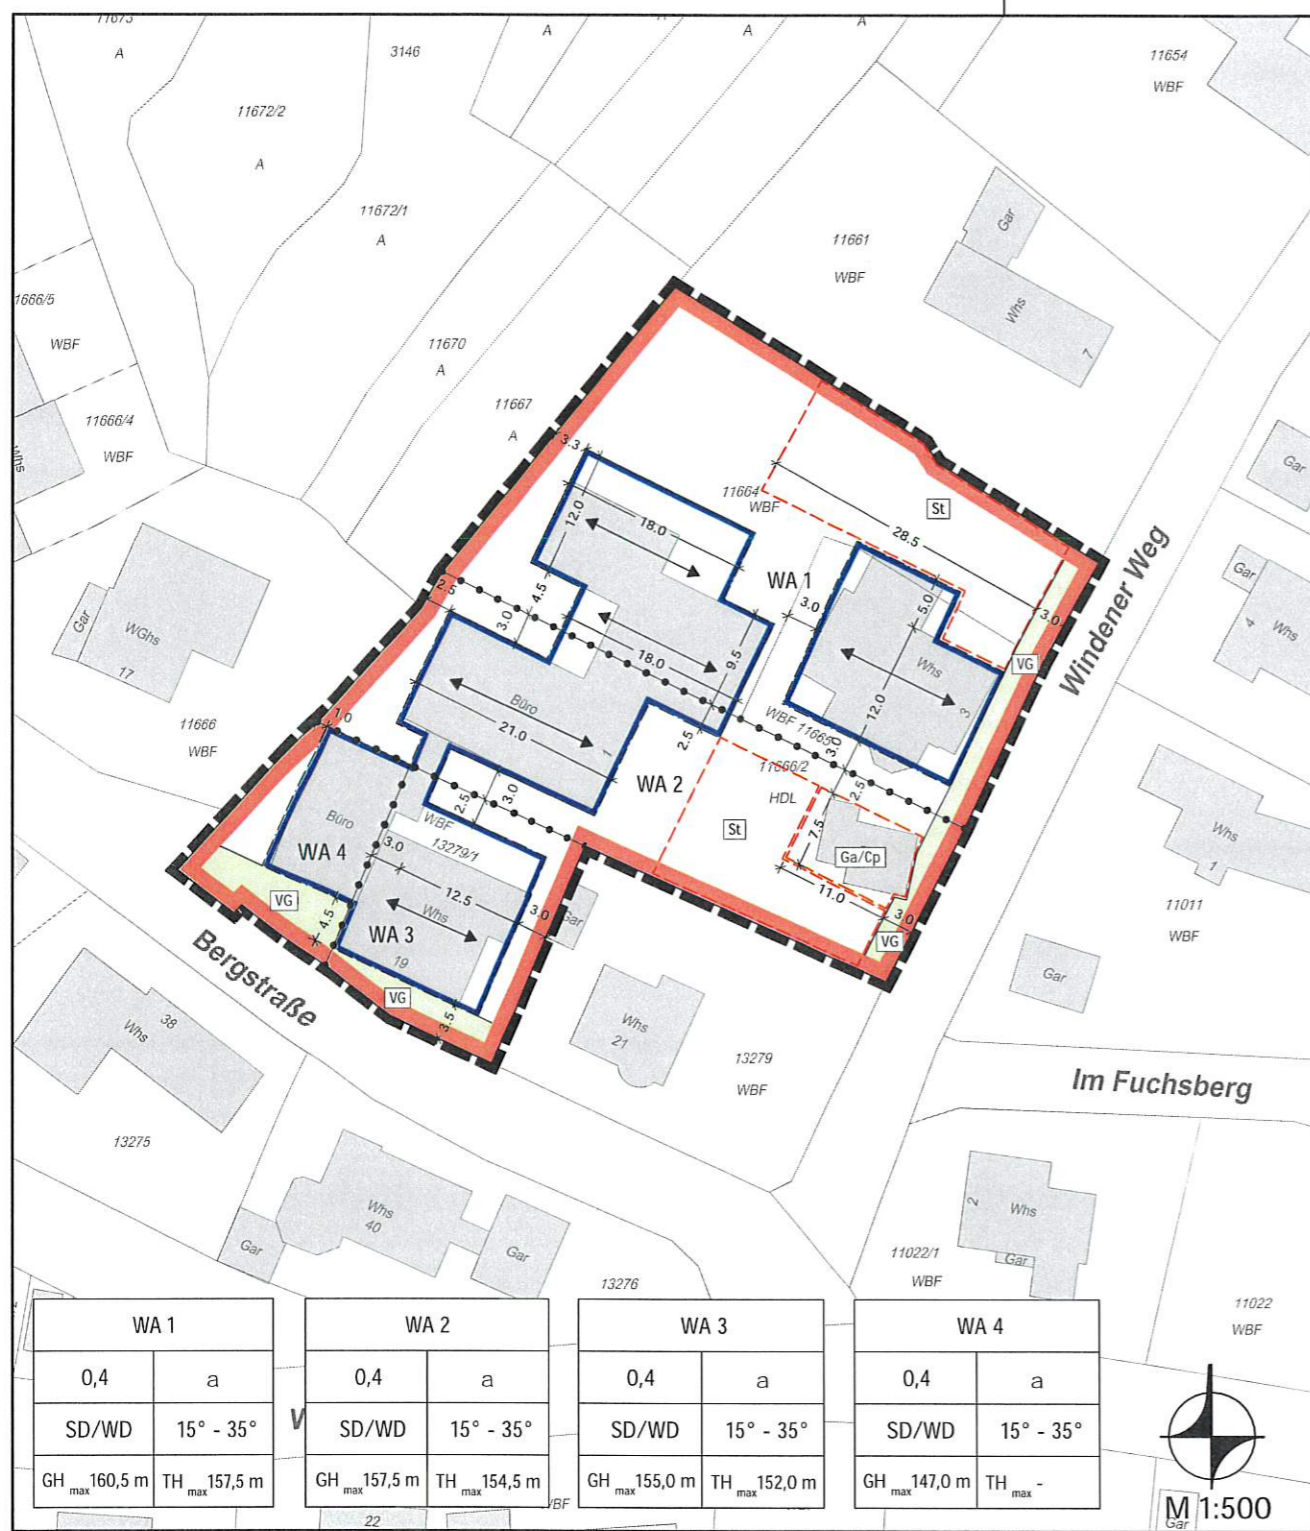 11673
A
3146
A
A
A
11654
WBF
11672/2
A
11672/1
A
11661
WBF
Gar
Whs
7
1666/5
WBF
11670
A
11667
A
11666/4
WBF
Whs
3.3
12.0
18.0
11664
WBF
St
28.5
Gar
Windener Weg
WA 1
3.0
5.0
3.0
VG
Gar
4
Whs
Gar
WGhs
17
2.5
4.5
3.0
18.0
9.5
Whs
3
12.0
11666
WBF
1.0
Büro
21.0
1
2.5
WBF 11665
3.0
11666/2
HDL
2.5
WA 2
Büro
WA 4
WBF
13279/1
2.5
3.0
St
7.5
Ga/Cp
11.0
3.0
VG
Whs
1
11011
WBF
VG
4.5
3.0
12.5
Whs
WA 3
19
3.0
Gar
VG
3.5
Bergstraße
Whs
38
Whs
21
13279
WBF
Gar
Im Fuchsberg
13275
Whs
40
Gar
Gar
13276
2
Whs
Gar
11022/1
WBF
11022
WBF
WA 1
0,4 a
SD/WD 15° - 35°
GH max 160,5 m TH max 157,5 m
WA 2
0,4 a
SD/WD 15° - 35°
GH max 157,5 m TH max 154,5 m
WA 3
0,4 a
SD/WD 15° - 35°
GH max 155,0 m TH max 152,0 m
WA 4
0,4 a
SD/WD 15° - 35°
GH max 147,0 m TH max -
22
M 1:500
Gar